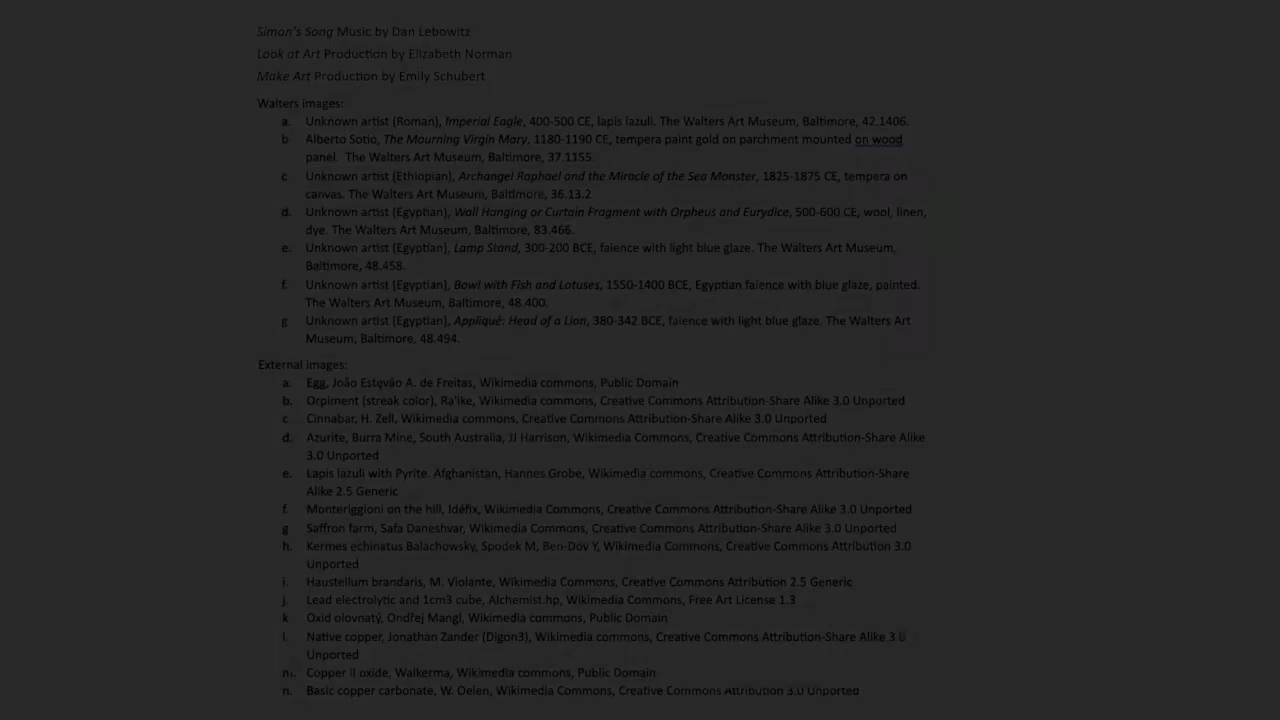 Simon's Song Music by Dan Lebowitz
Look at Art Production by Elizabeth Norman
Make Art Production by Emily Schubert
Walters images:
a. Unknown artist (Roman), Imperial Eagle, 400-500 CE, lapis lazuli. The Walters Art Museum, Baltimore, 42.1406.
b Alberto Sotio, The Mourning Virgin Mary, 1180-1190 CE, tempera paint gold on parchment mounted on wood
panel. The Walters Art Museum, Baltimore, 37.1155.
c Unknown artist (Ethiopian), Archangel Raphael and the Miracle of the Sea Monster, 1825-1875 CE, tempera on
canvas. The Walters Art Museum, Baltimore, 36.13.2
d. Unknown artist (Egyptian), Wall Hanging or Curtain Fragment with Orpheus and Eurydice, 500-600 CE, wool, linen,
dye. The Walters Art Museum, Baltimore, 83.466.
e. Unknown artist (Egyptian), Lamp Stand, 300-200 BCE, faience with light blue glaze. The Walters Art Museum,
Baltimore, 48.458.
f. Unknown artist (Egyptian), Bowl with Fish and Lotuses, 1550-1400 BCE, Egyptian faience with blue glaze, painted.
The Walters Art Museum, Baltimore, 48.400.
g Unknown artist (Egyptian), Appliqué: Head of a Lion, 380-342 BCE, faience with light blue glaze. The Walters Art
Museum, Baltimore, 48.494.
External images:
a. Egg, João Estêvão A. de Freitas, Wikimedia commons, Public Domain
b. Orpiment (streak color), Ra'ike, Wikimedia commons, Creative Commons Attribution-Share Alike 3.0 Unported
c Cinnabar, H. Zell, Wikimedia commons, Creative Commons Attribution-Share Alike 3.0 Unported
d. Azurite, Burra Mine, South Australia, JJ Harrison, Wikimedia Commons, Creative Commons Attribution-Share Alike
3.0 Unported
e. Lapis lazuli with Pyrite. Afghanistan, Hannes Grobe, Wikimedia commons, Creative Commons Attribution-Share
Alike 2.5 Generic
f. Monteriggioni on the hill, Idéfix, Wikimedia Commons, Creative Commons Attribution-Share Alike 3.0 Unported
g Saffron farm, Safa Daneshvar, Wikimedia Commons, Creative Commons Attribution-Share Alike 3.0 Unported
h. Kermes echinatus Balachowsky, Spodek M, Ben-Dov Y, Wikimedia Commons, Creative Commons Attribution 3.0
Unported
i. Haustellum brandaris, M. Violante, Wikimedia Commons, Creative Commons Attribution 2.5 Generic
j. Lead electrolytic and 1cm3 cube, Alchemist.hp, Wikimedia Commons, Free Art License 1.3
k Oxid olovnatý, Ondřej Mangl, Wikimedia commons, Public Domain
l. Native copper, Jonathan Zander (Digon3), Wikimedia commons, Creative Commons Attribution-Share Alike 3.0
Unported
m. Copper II oxide, Walkerma, Wikimedia commons, Public Domain
n. Basic copper carbonate, W. Oelen, Wikimedia Commons, Creative Commons Attribution 3.0 Unported